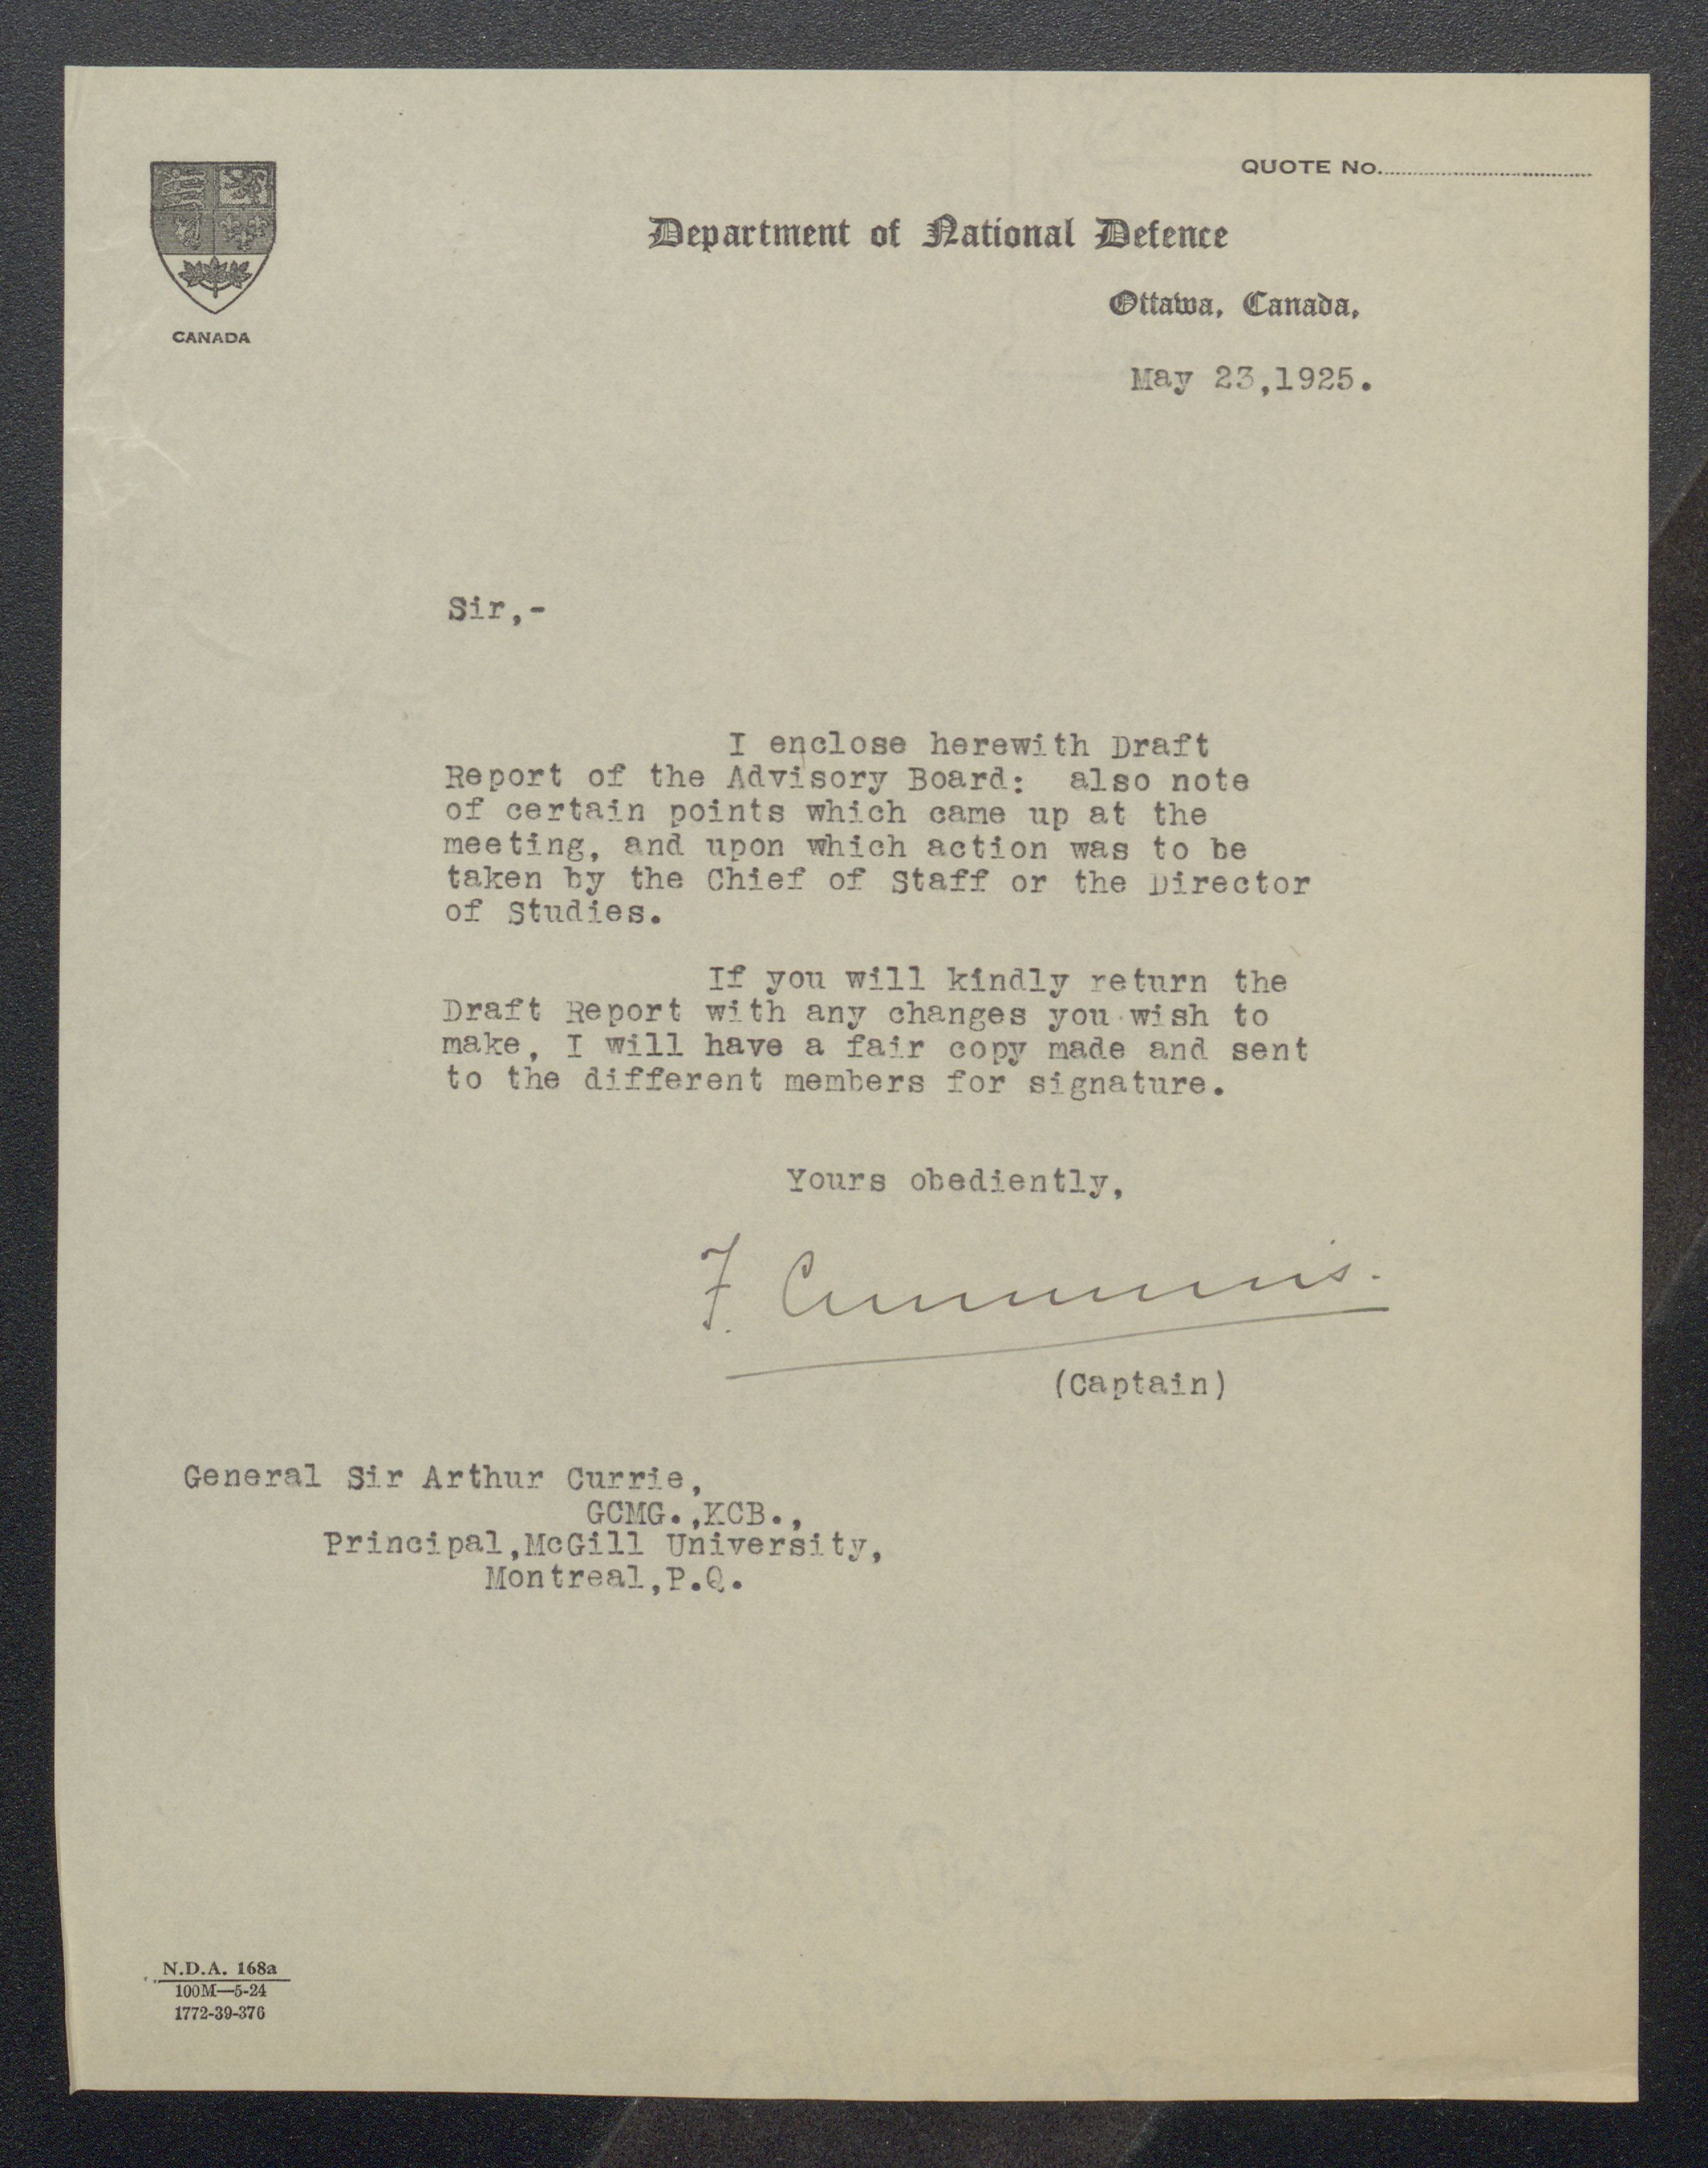 QUOTE No.
Department of National Defence
Ottawa, Canada,
CANADA
May 23,1925.
Sir,-
I enclose herewith Draft
Report of the Advisory Board: also note
of certain points which came up at the
meeting, and upon which action was to be
taken by the Chief of Staff or the Director
of Studies.
If you will kindly return the
Draft Report with any changes you wish to
make, I will have a fair copy made and sent
to the different members for signature.
Yours obediently,
F. Cummins.
(Captain)
General Sir Arthur Currie,
GCMG.,KCB.,
Principal,McGill University,
Montreal,P.Q.
N.D.A. 168a
100M—5-24
1772-39-376